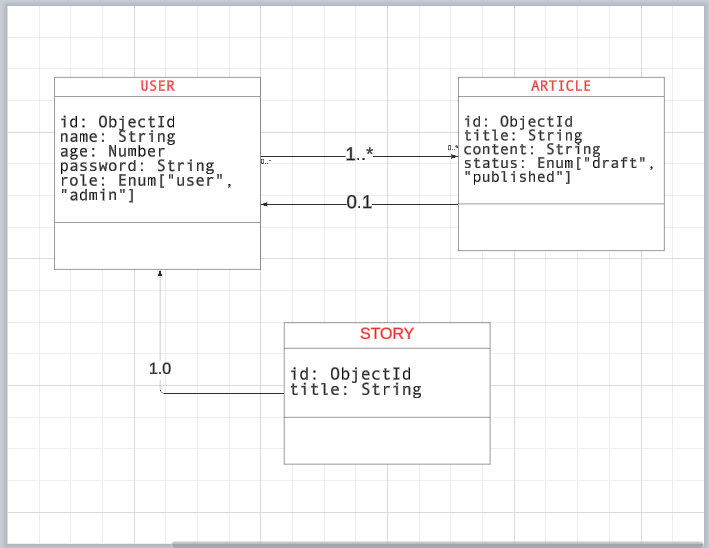 USER
id: ObjectId
name: String
age: Number
password: String
role: Enum["user",
"admin"]
1..*
0..*
0.1
ARTICLE
id: ObjectId
title: String
content: String
status: Enum["draft",
"published"]
1.0
STORY
id: ObjectId
title: String